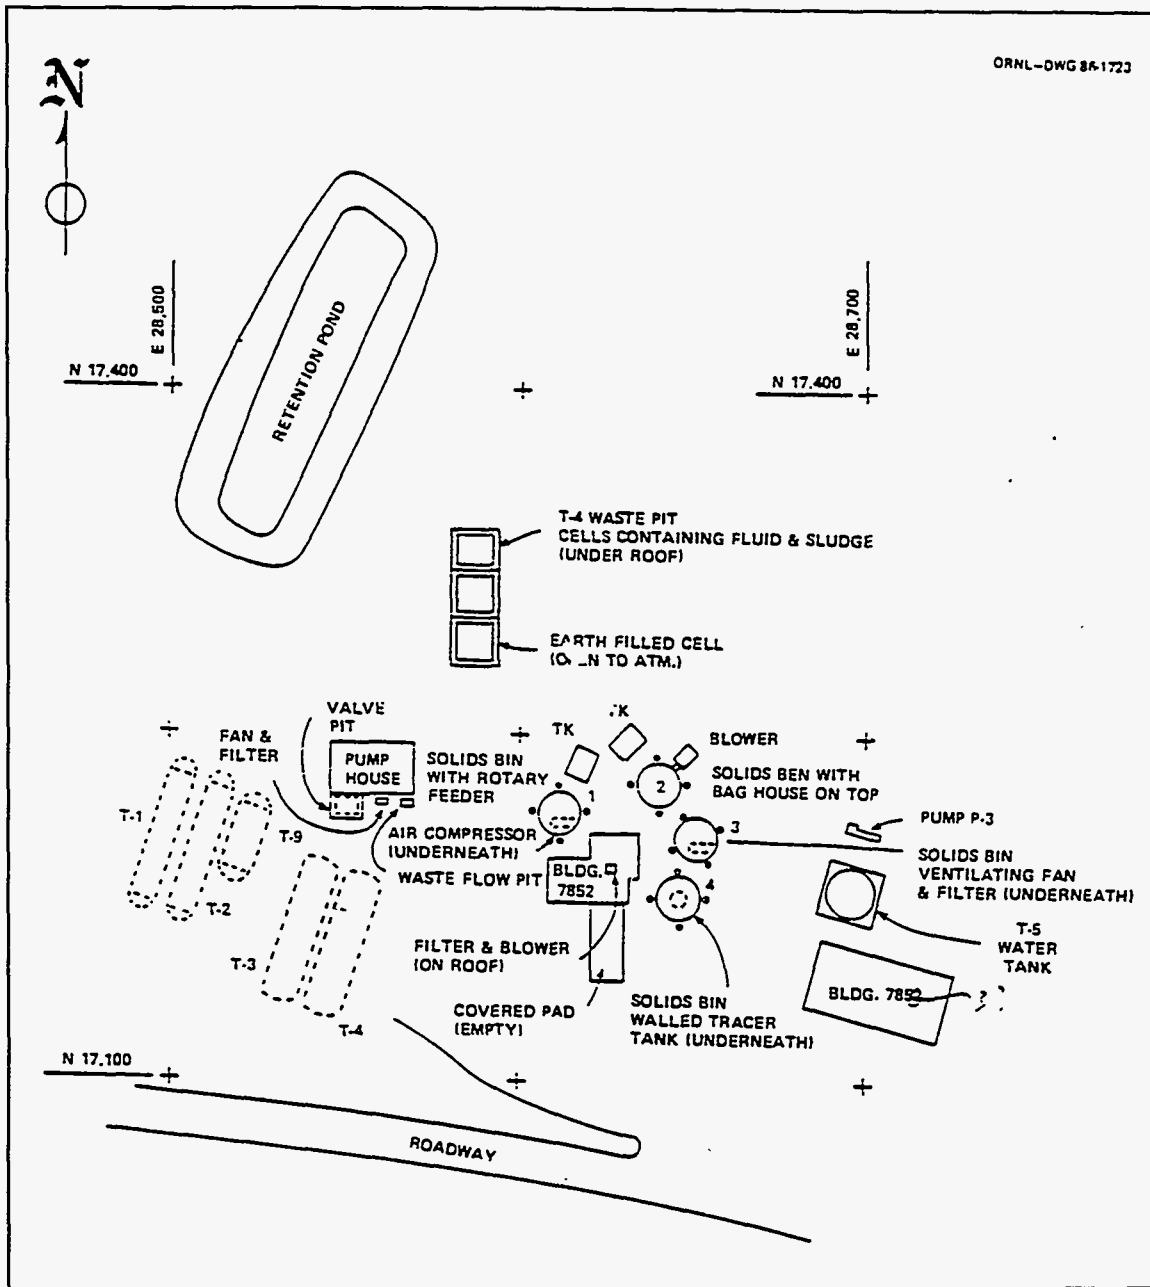 ORNL-DWG 86-1723
N
E 28,500
E 28,700
N 17,400
N 17,400
RETENTION POND
T-4 WASTE PIT
CELLS CONTAINING FLUID & SLUDGE
(UNDER ROOF)
EARTH FILLED CELL
TO ATM.)
VALVE
PIT
FAN &
FILTER
PUMP
HOUSE
SOLIDS BIN
WITH ROTARY
FEEDER
TK
BLOWER
1
2
SOLIDS BEN WITH
BAG HOUSE ON TOP
3
PUMP P-3
T-1
T-9
T-2
AIR COMPRESSOR
(UNDERNEATH)
WASTE FLOW PIT
BLDG.
7852
4
SOLIDS BIN
VENTILATING FAN
& FILTER (UNDERNEATH)
T-5
WATER
TANK
T-3
T-4
FILTER & BLOWER
(ON ROOF)
COVERED PAD
(EMPTY)
SOLIDS BIN
WALLED TRACER
TANK (UNDERNEATH)
BLDG. 7852
?
N 17,100
ROADWAY